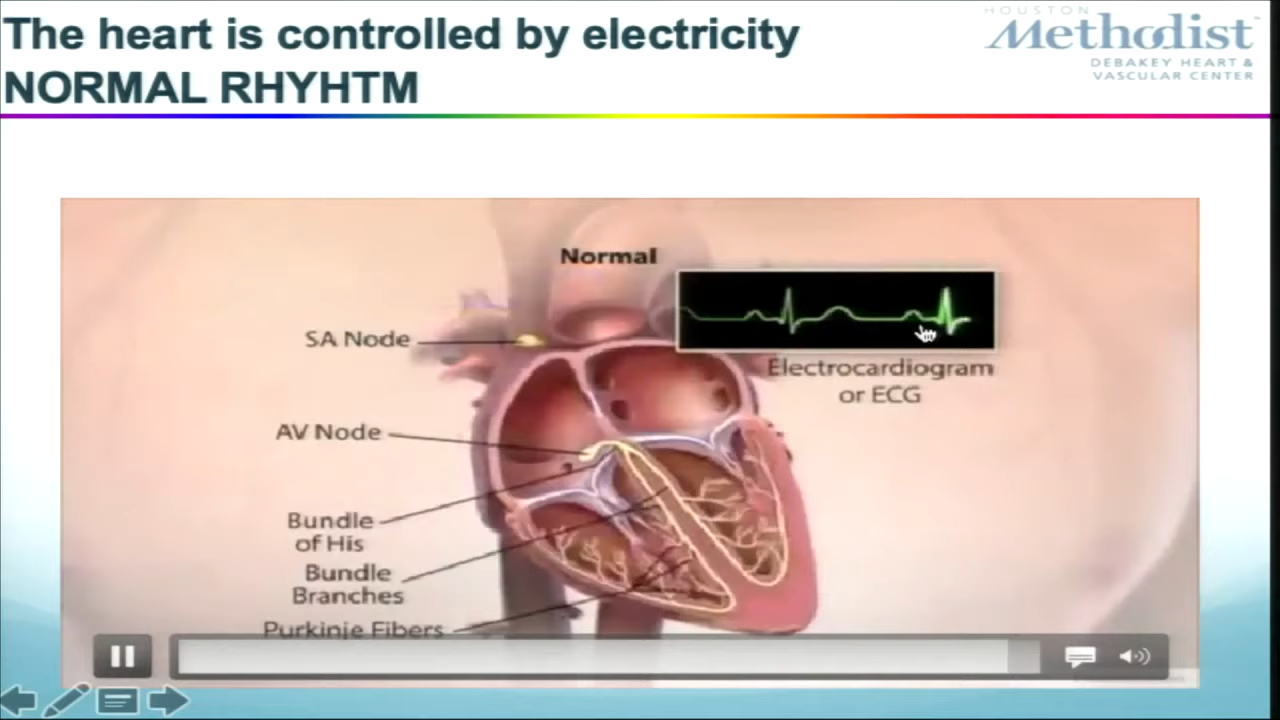 The heart is controlled by electricity
NORMAL RHYHTM
HOUSTON
Methodist
DEBAKEY HEART &
VASCULAR CENTER
Normal
SA Node
Electrocardiogram
or ECG
AV Node
Bundle
of His
Bundle
Branches
Purkinje Fibers